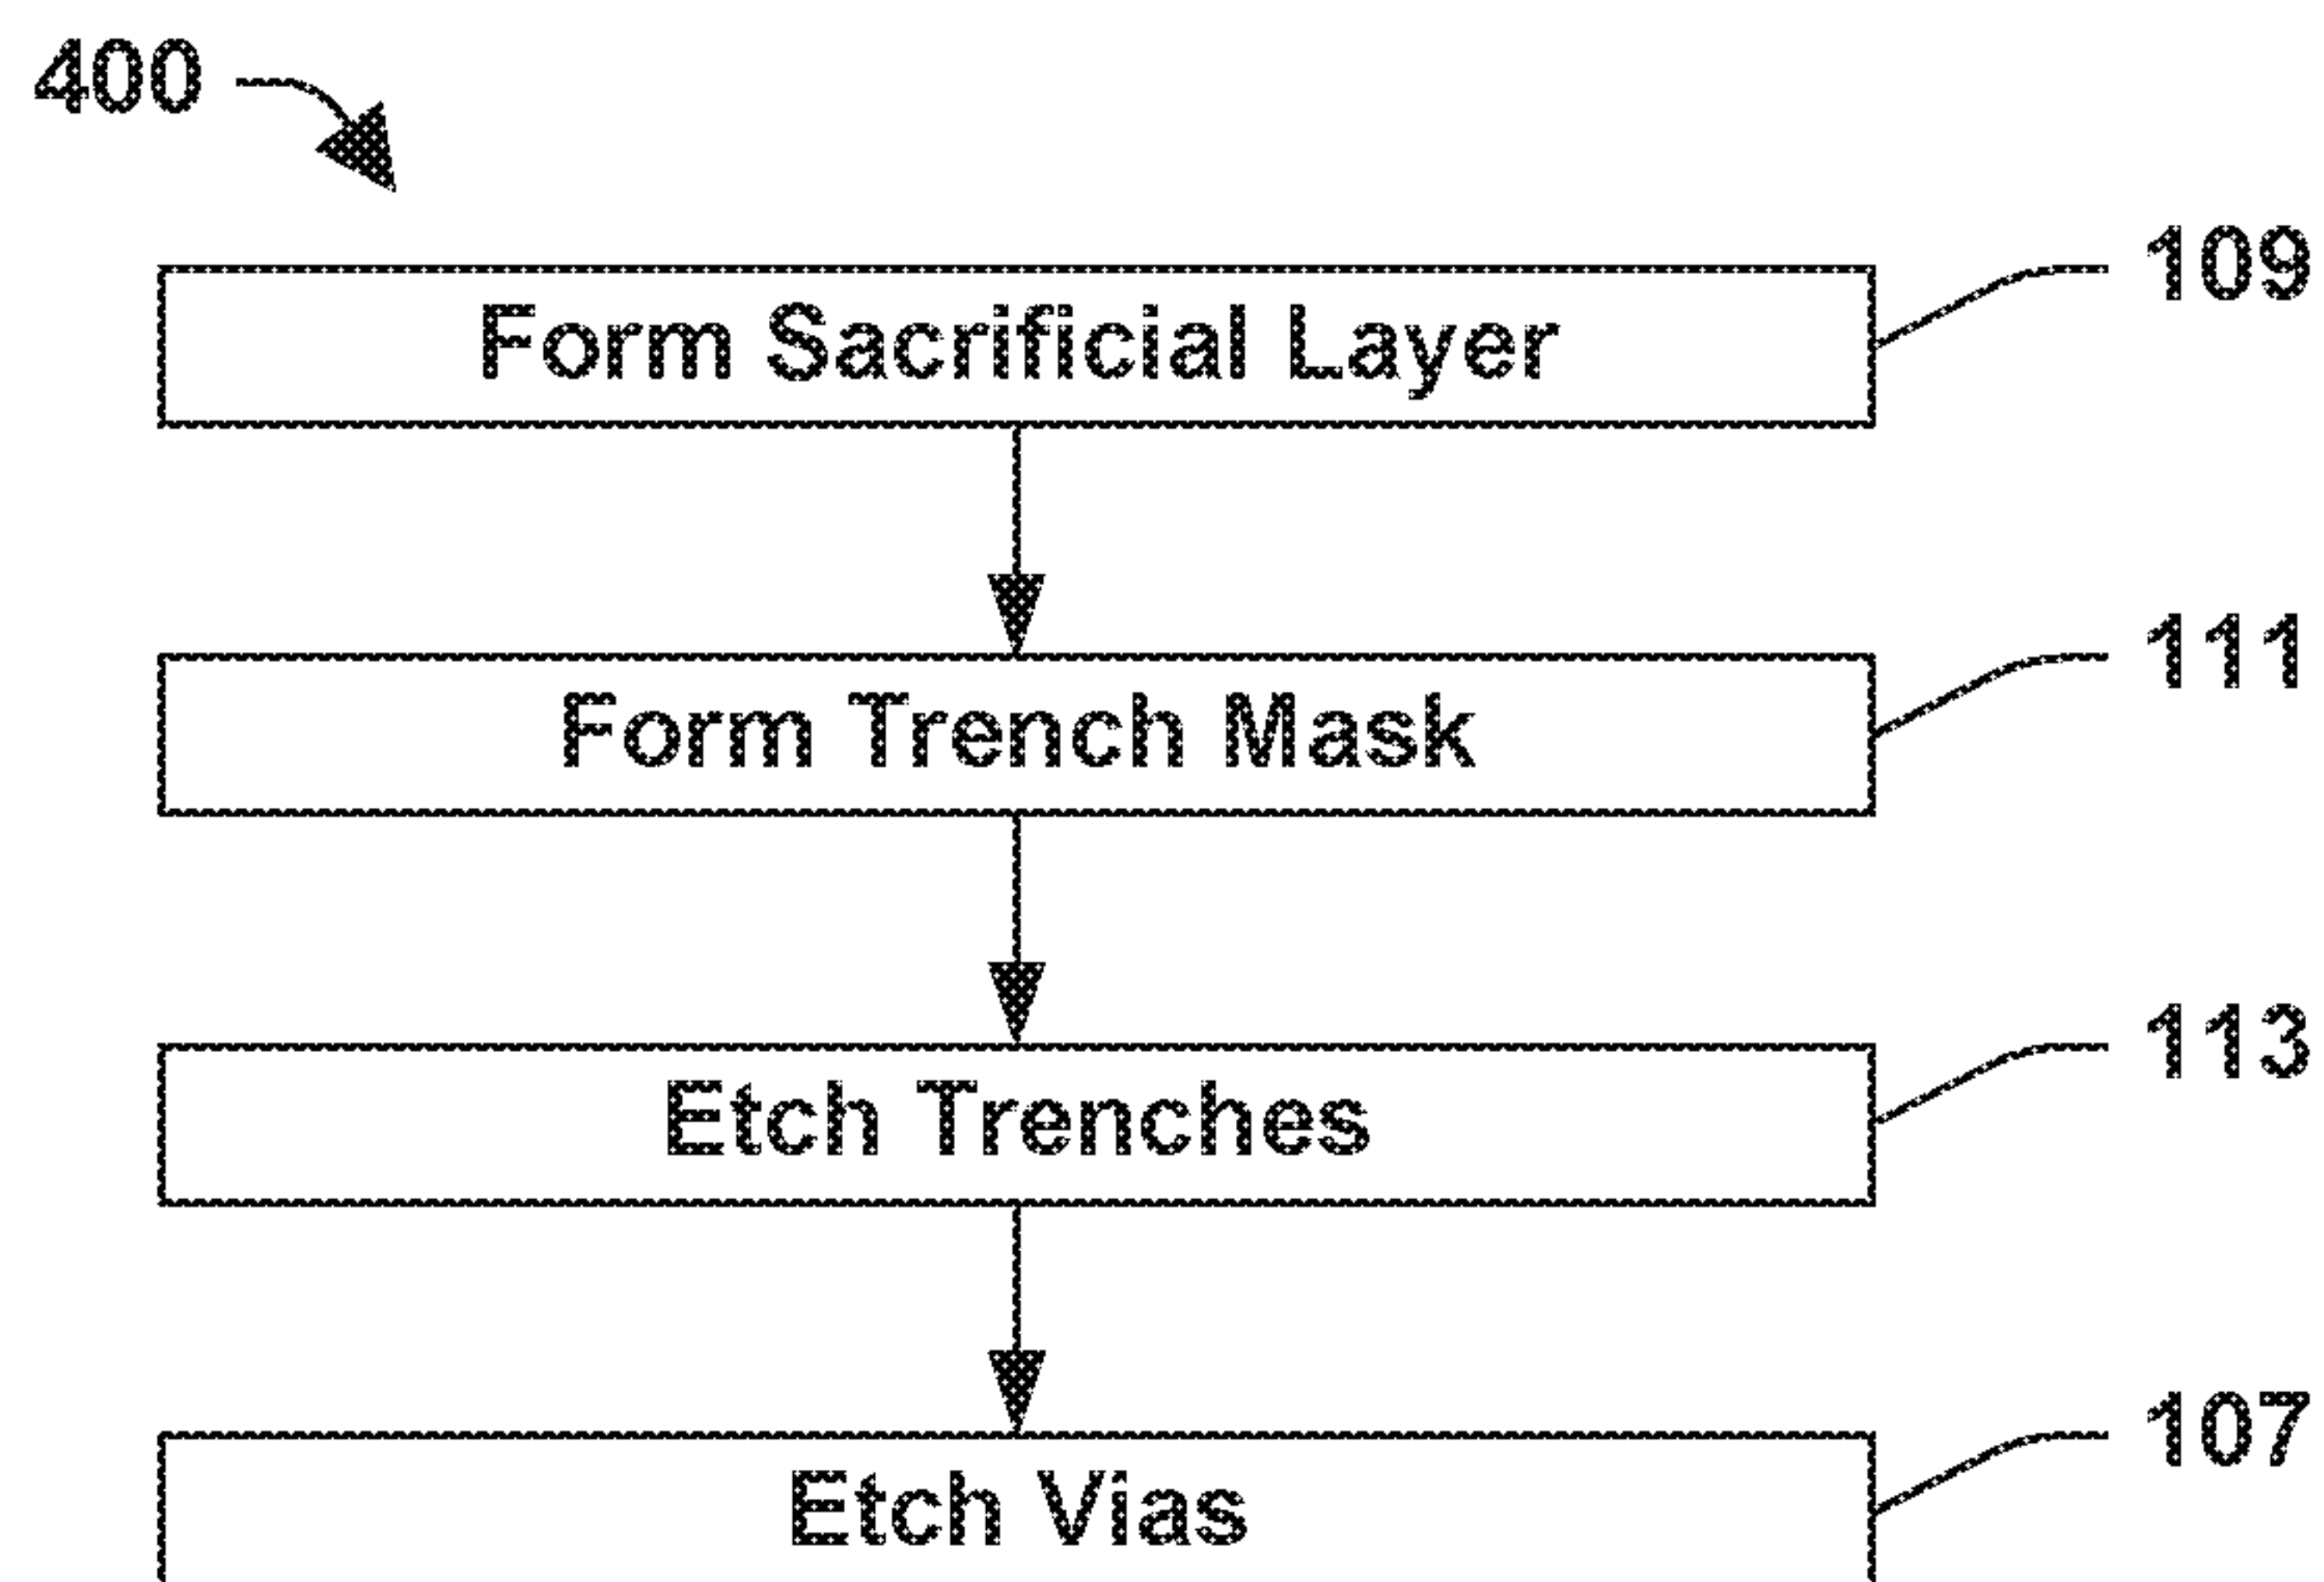 400
109
Form Sacrificial Layer
111
Form Trench Mask
113
Etch Trenches
107
Etch Vias